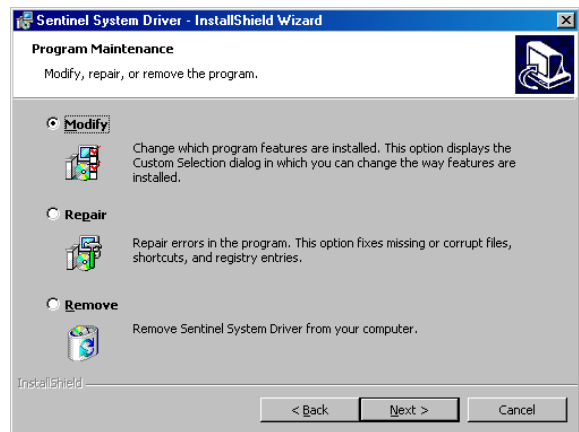 Sentinel System Driver - InstallShield Wizard
Program Maintenance
Modify, repair, or remove the program.
Modify
Change which program features are installed. This option displays the
Custom Selection dialog in which you can change the way features are
installed.
Repair
Repair errors in the program. This option fixes missing or corrupt files,
shortcuts, and registry entries.
Remove
Remove Sentinel System Driver from your computer.
InstallShield
< Back Next > Cancel